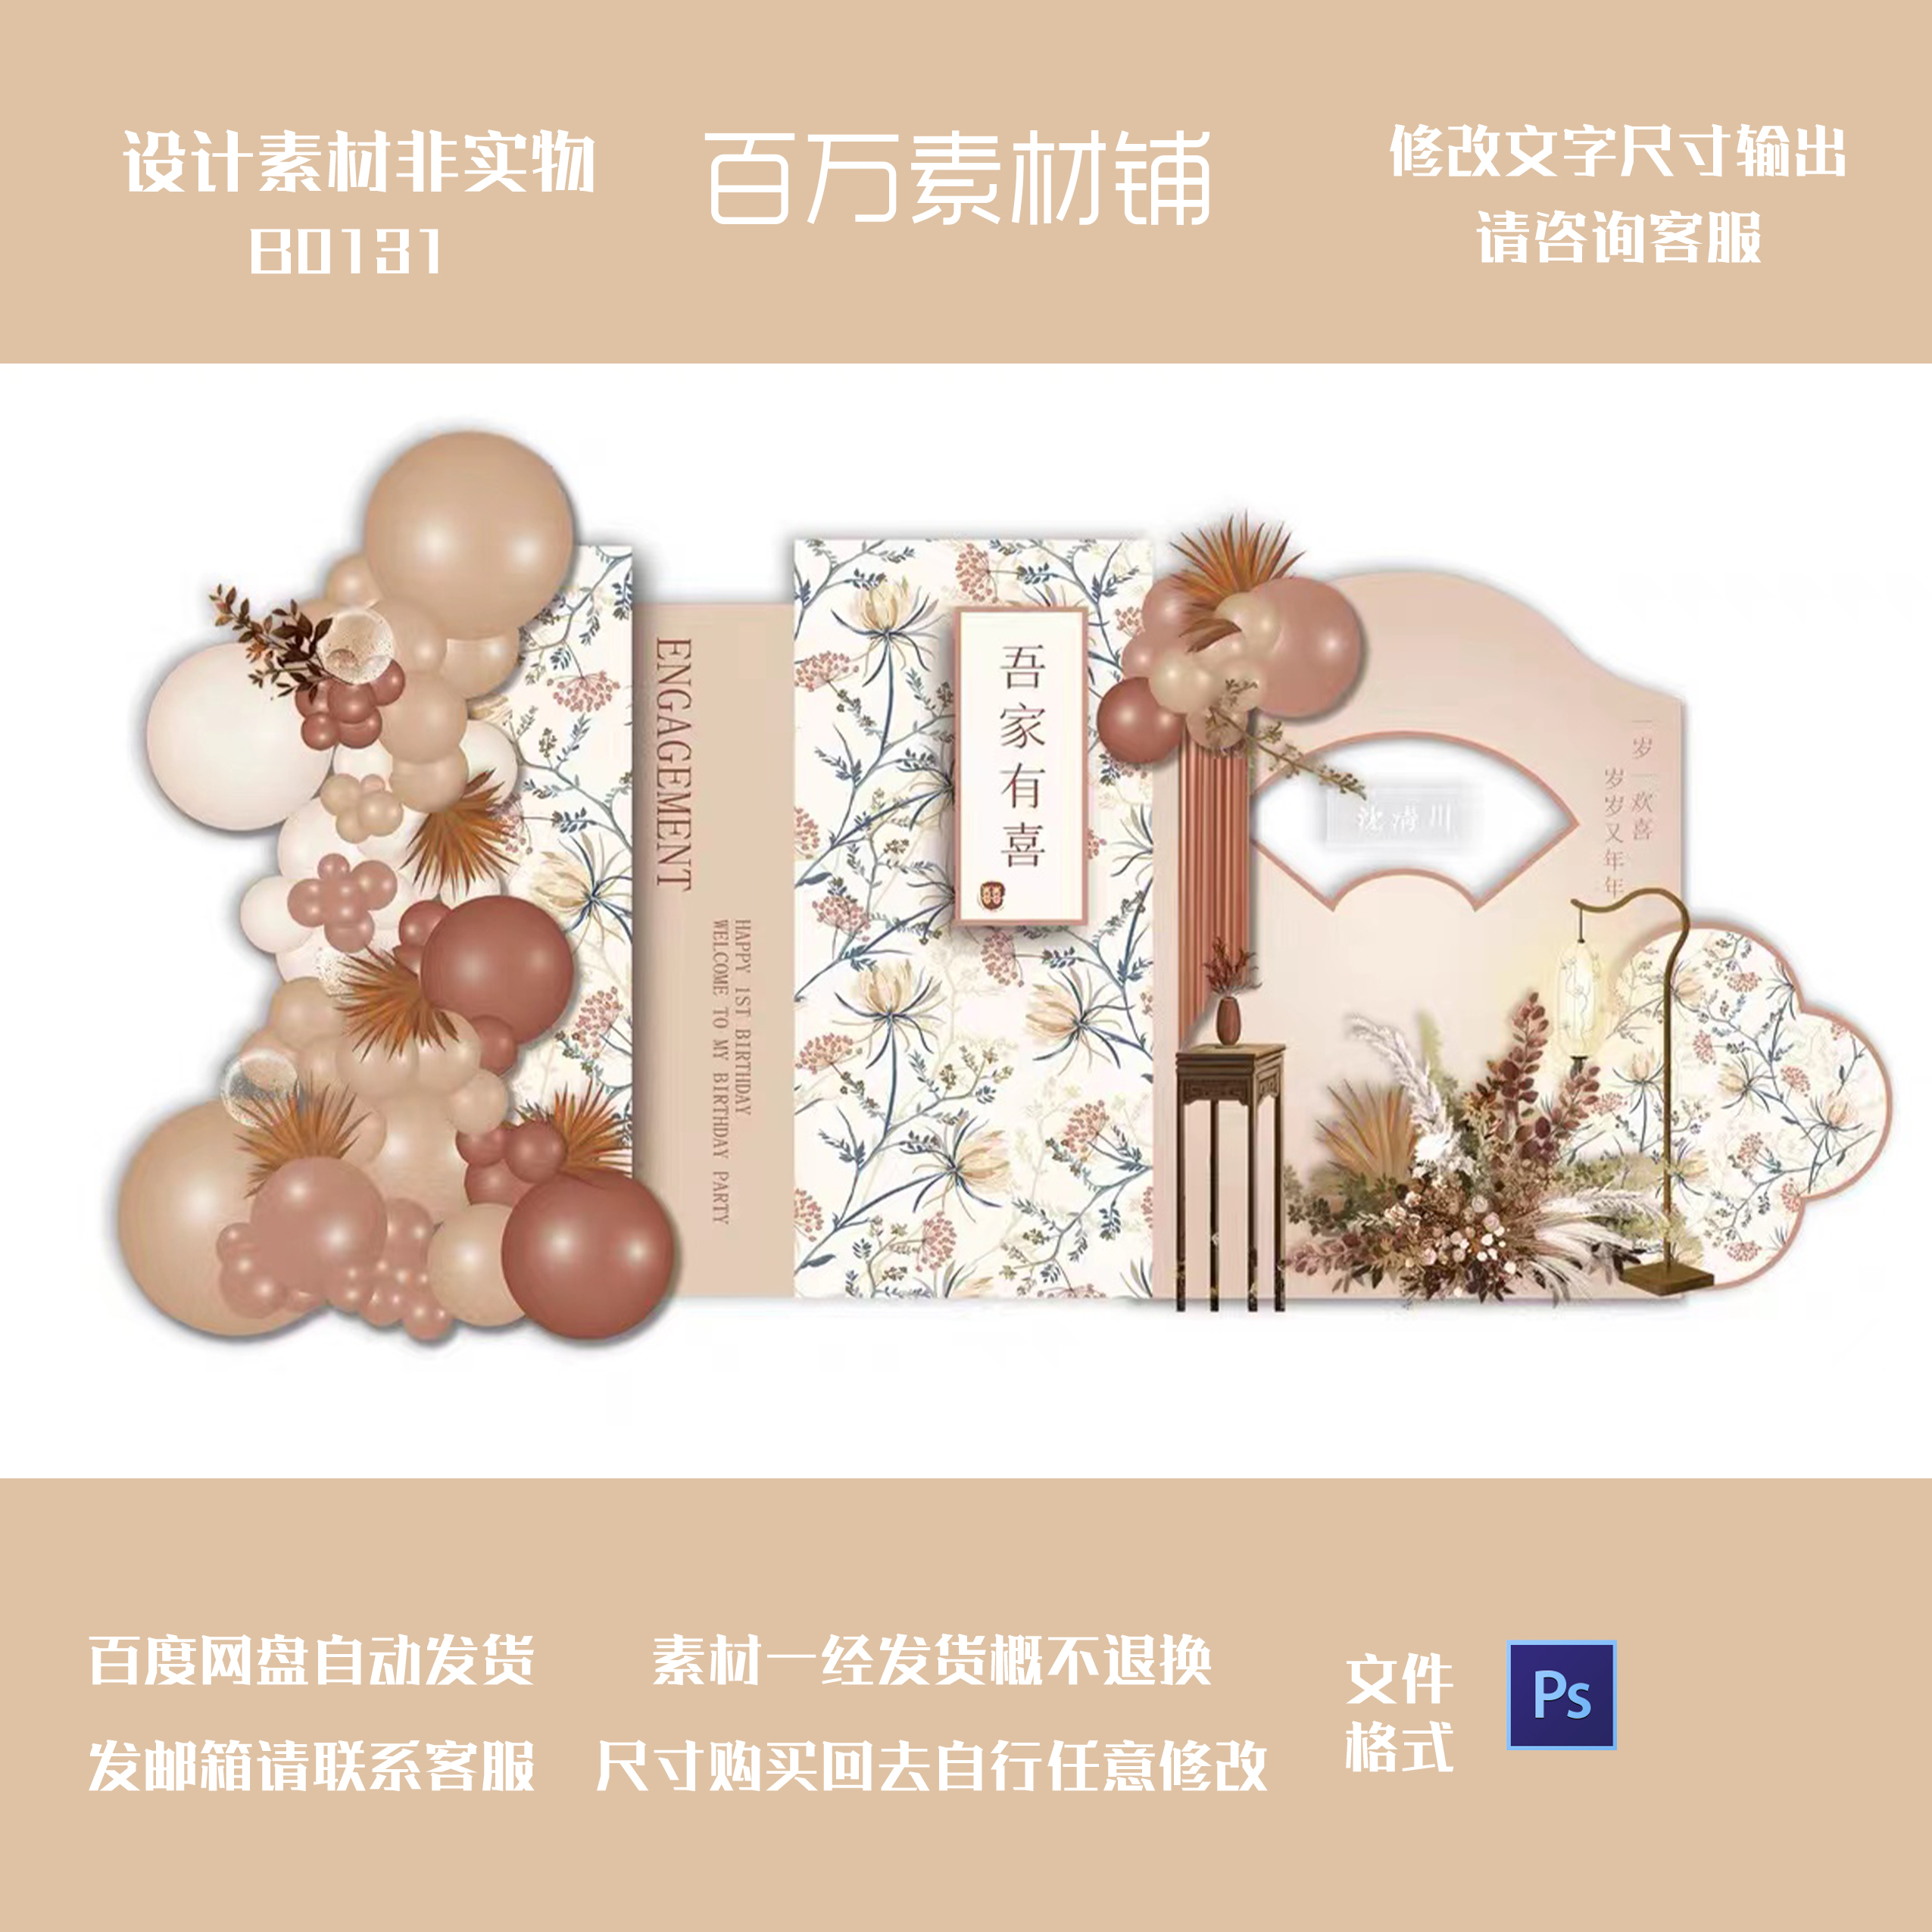 设计素材非实物
B0131
百万素材铺
修改文字尺寸输出
请咨询客服
ENGAGEMENT
HAPPY 1ST BIRTHDAY
WELCOME TO MY BIRTHDAY PARTY
吾家有喜
沈满川
一岁一欢喜
岁岁又年年
百度网盘自动发货
发邮箱请联系客服
素材一经发货概不退换
尺寸购买回去自行任意修改
文件
格式
Ps